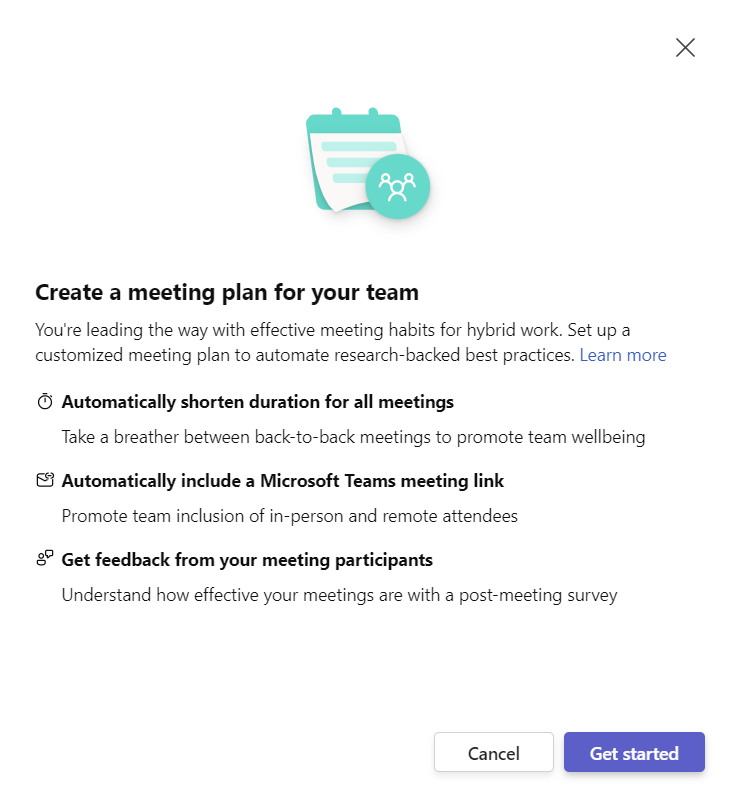 Create a meeting plan for your team
You're leading the way with effective meeting habits for hybrid work. Set up a
customized meeting plan to automate research-backed best practices. Learn more
Automatically shorten duration for all meetings
Take a breather between back-to-back meetings to promote team wellbeing
Automatically include a Microsoft Teams meeting link
Promote team inclusion of in-person and remote attendees
Get feedback from your meeting participants
Understand how effective your meetings are with a post-meeting survey
Cancel
Get started